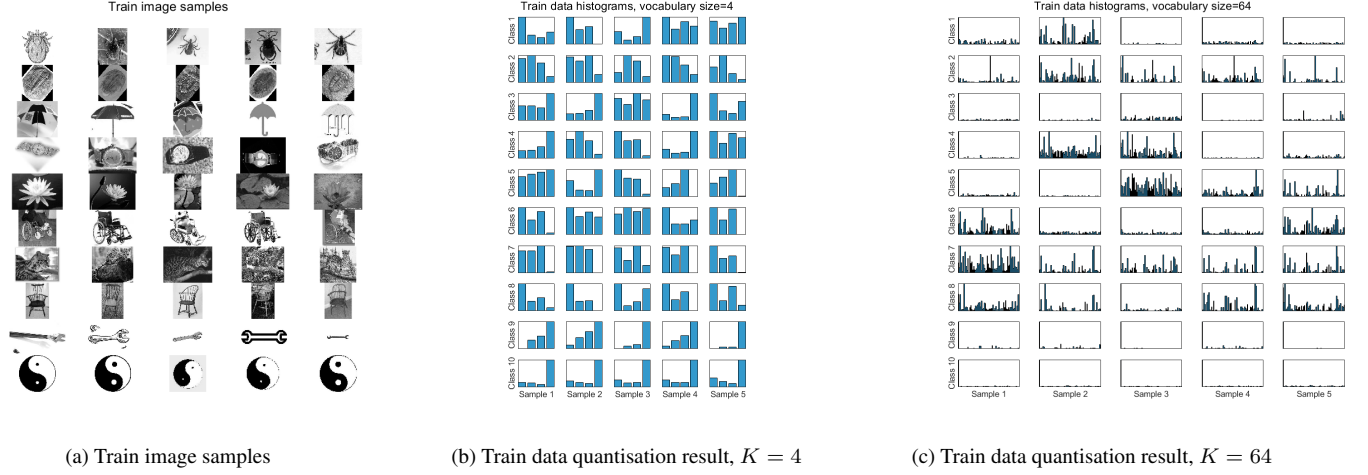 Train image samples
Train data histograms, vocabulary size=4
Class 1
Class 2
Class 3
Class 4
Class 5
Class 6
Class 7
Class 8
Class 9
Class 10
Sample 1 Sample 2 Sample 3 Sample 4 Sample 5
Train data histograms, vocabulary size=64
Class 1
Class 2
Class 3
Class 4
Class 5
Class 6
Class 7
Class 8
Class 9
Class 10
Sample 1 Sample 2 Sample 3 Sample 4 Sample 5
(a) Train image samples
(b) Train data quantisation result, K = 4
(c) Train data quantisation result, K = 64